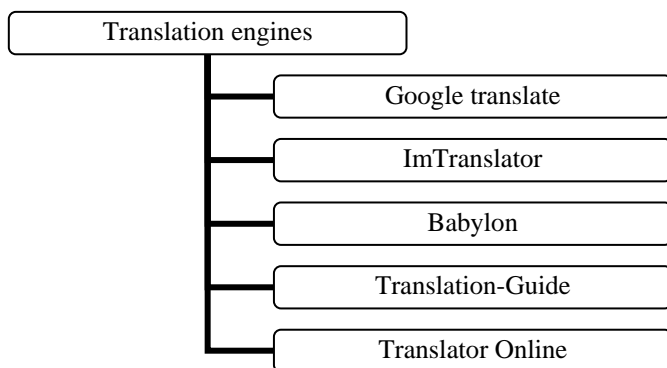 Translation engines
Google translate
ImTranslator
Babylon
Translation-Guide
Translator Online